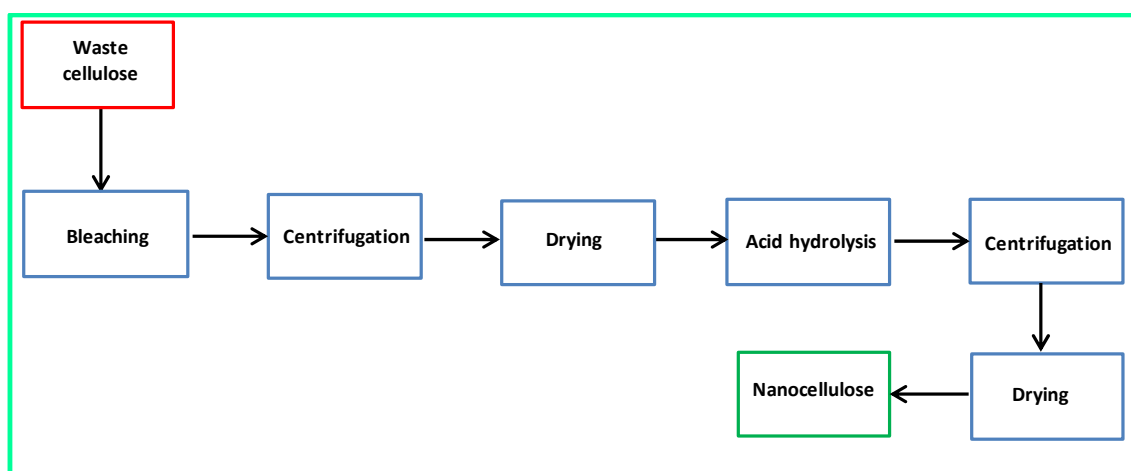 Waste
cellulose
Bleaching
Centrifugation
Drying
Acid hydrolysis
Centrifugation
Drying
Nanocellulose